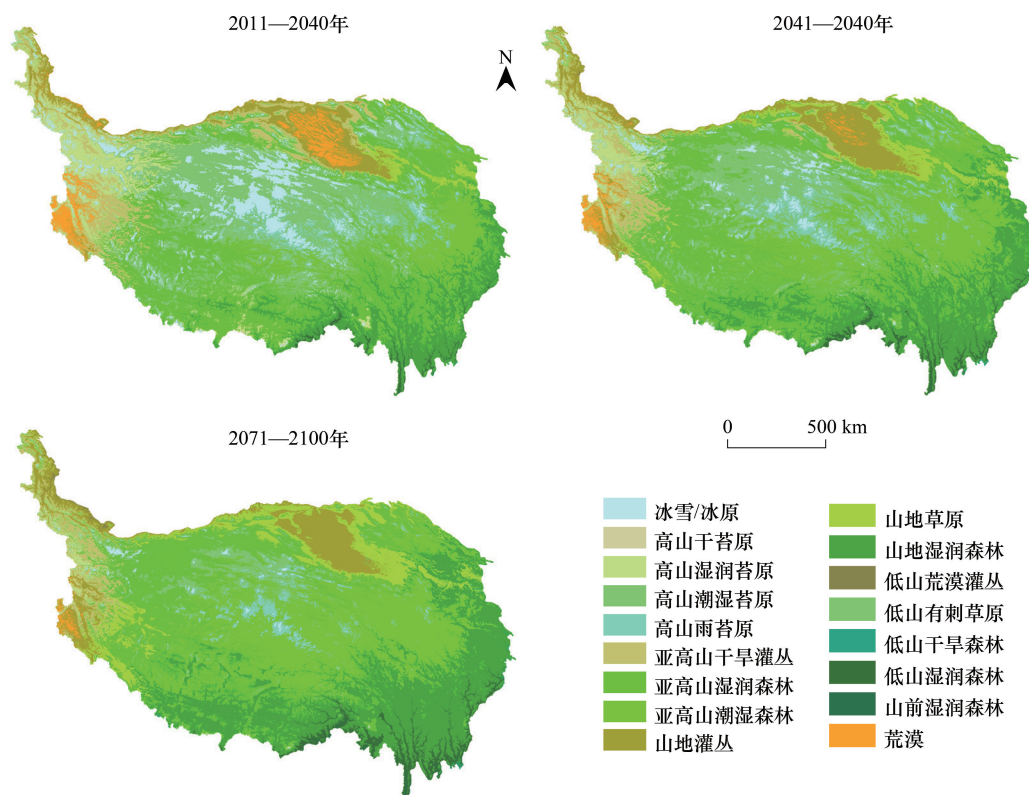 2011—2040年
2041—2040年
N
2071—2100年
0 500 km
冰雪/冰原
高山干苔原
高山湿润苔原
高山潮湿苔原
高山雨苔原
亚高山干旱灌丛
亚高山湿润森林
亚高山潮湿森林
山地灌丛
山地草原
山地湿润森林
低山荒漠灌丛
低山有刺草原
低山干旱森林
低山湿润森林
山前湿润森林
荒漠